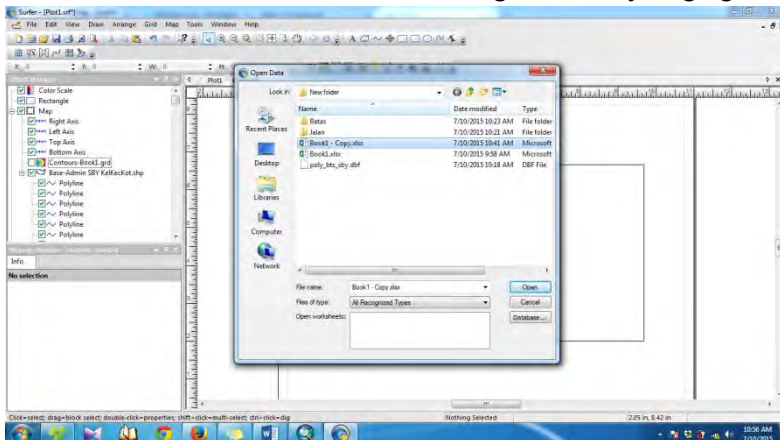 Surfer - [Plot1.srf*]
File Edit View Draw Arrange Grid Map Tools Window Help
Plot1
Color Scale
Rectangle
Map
Right Axis
Left Axis
Top Axis
Bottom Axis
Contours-Book1.grd
Base-Admin SBY KelKecKot.shp
Polyline
Polyline
Polyline
Polyline
Polyline
Info
No selection
Open Data
Look in: New folder
Name Date modified Type
Batas 7/10/2015 10:23 AM File folder
Jalan 7/10/2015 10:21 AM File folder
Book1 - Copy.xlsx 7/10/2015 10:41 AM Microsoft
Book1.xlsx 7/10/2015 9:58 AM Microsoft
poly_bts_sby.dbf 7/10/2015 10:18 AM DBF File
Recent Places
Desktop
Libraries
Computer
Network
File name: Book1 - Copy.xlsx Open
Files of type: All Recognized Types Cancel
Open worksheets: Database...
Click=select; drag=block select; double-click=properties; shift+click=multi-select; ctrl+click=dig Nothing Selected 2.05 in, 8.42 in
10:56 AM
7/10/2015